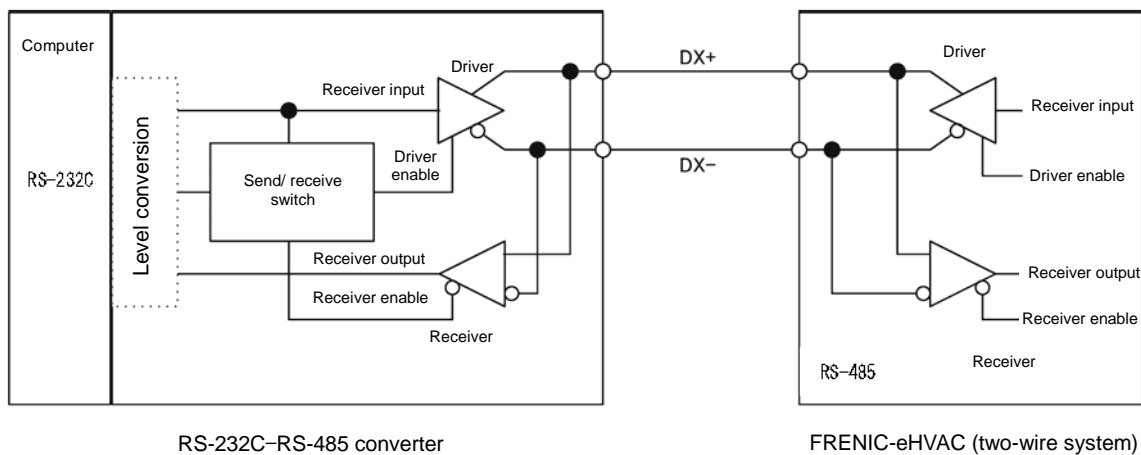 Computer
RS-232C
Level conversion
Receiver input
Driver
Driver
enable
Send/ receive
switch
Receiver output
Receiver enable
Receiver
DX+
DX-
Driver
Receiver input
Driver enable
Receiver output
Receiver enable
Receiver
RS-485
RS-232C-RS-485 converter
FRENIC-eHVAC (two-wire system)